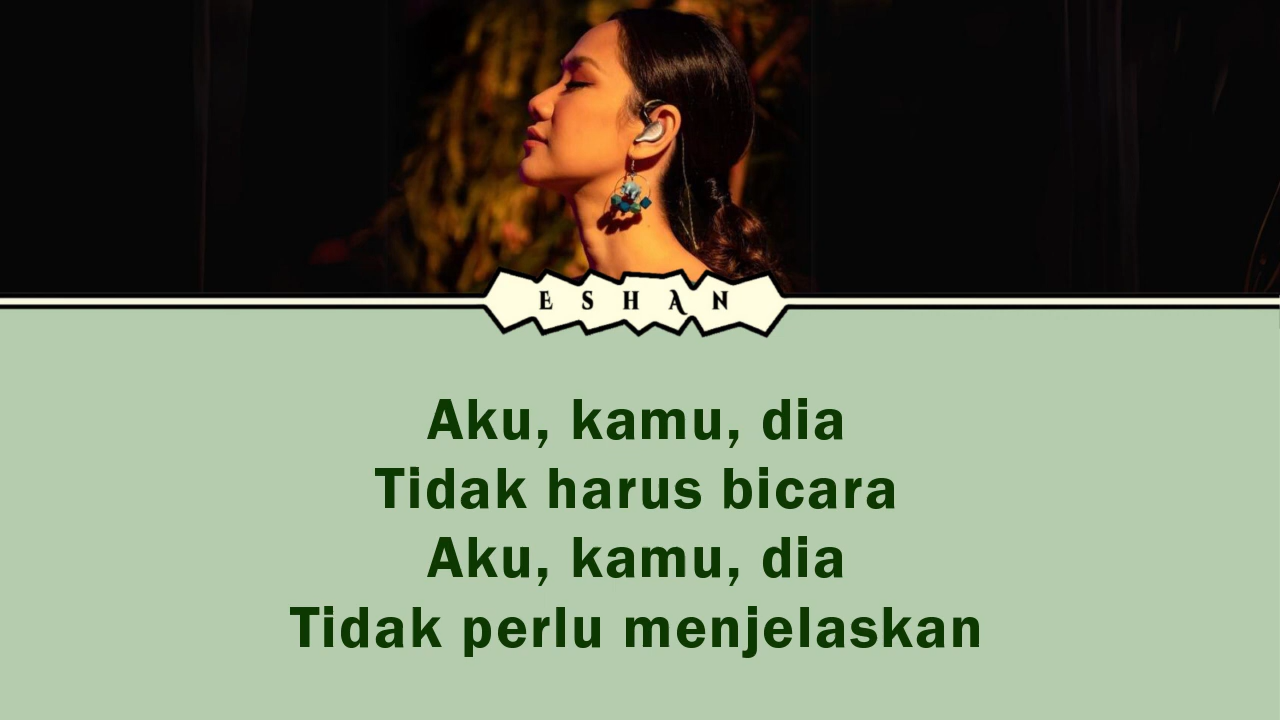 ESHAN
Aku, kamu, dia
Tidak harus bicara
Aku, kamu, dia
Tidak perlu menjelaskan